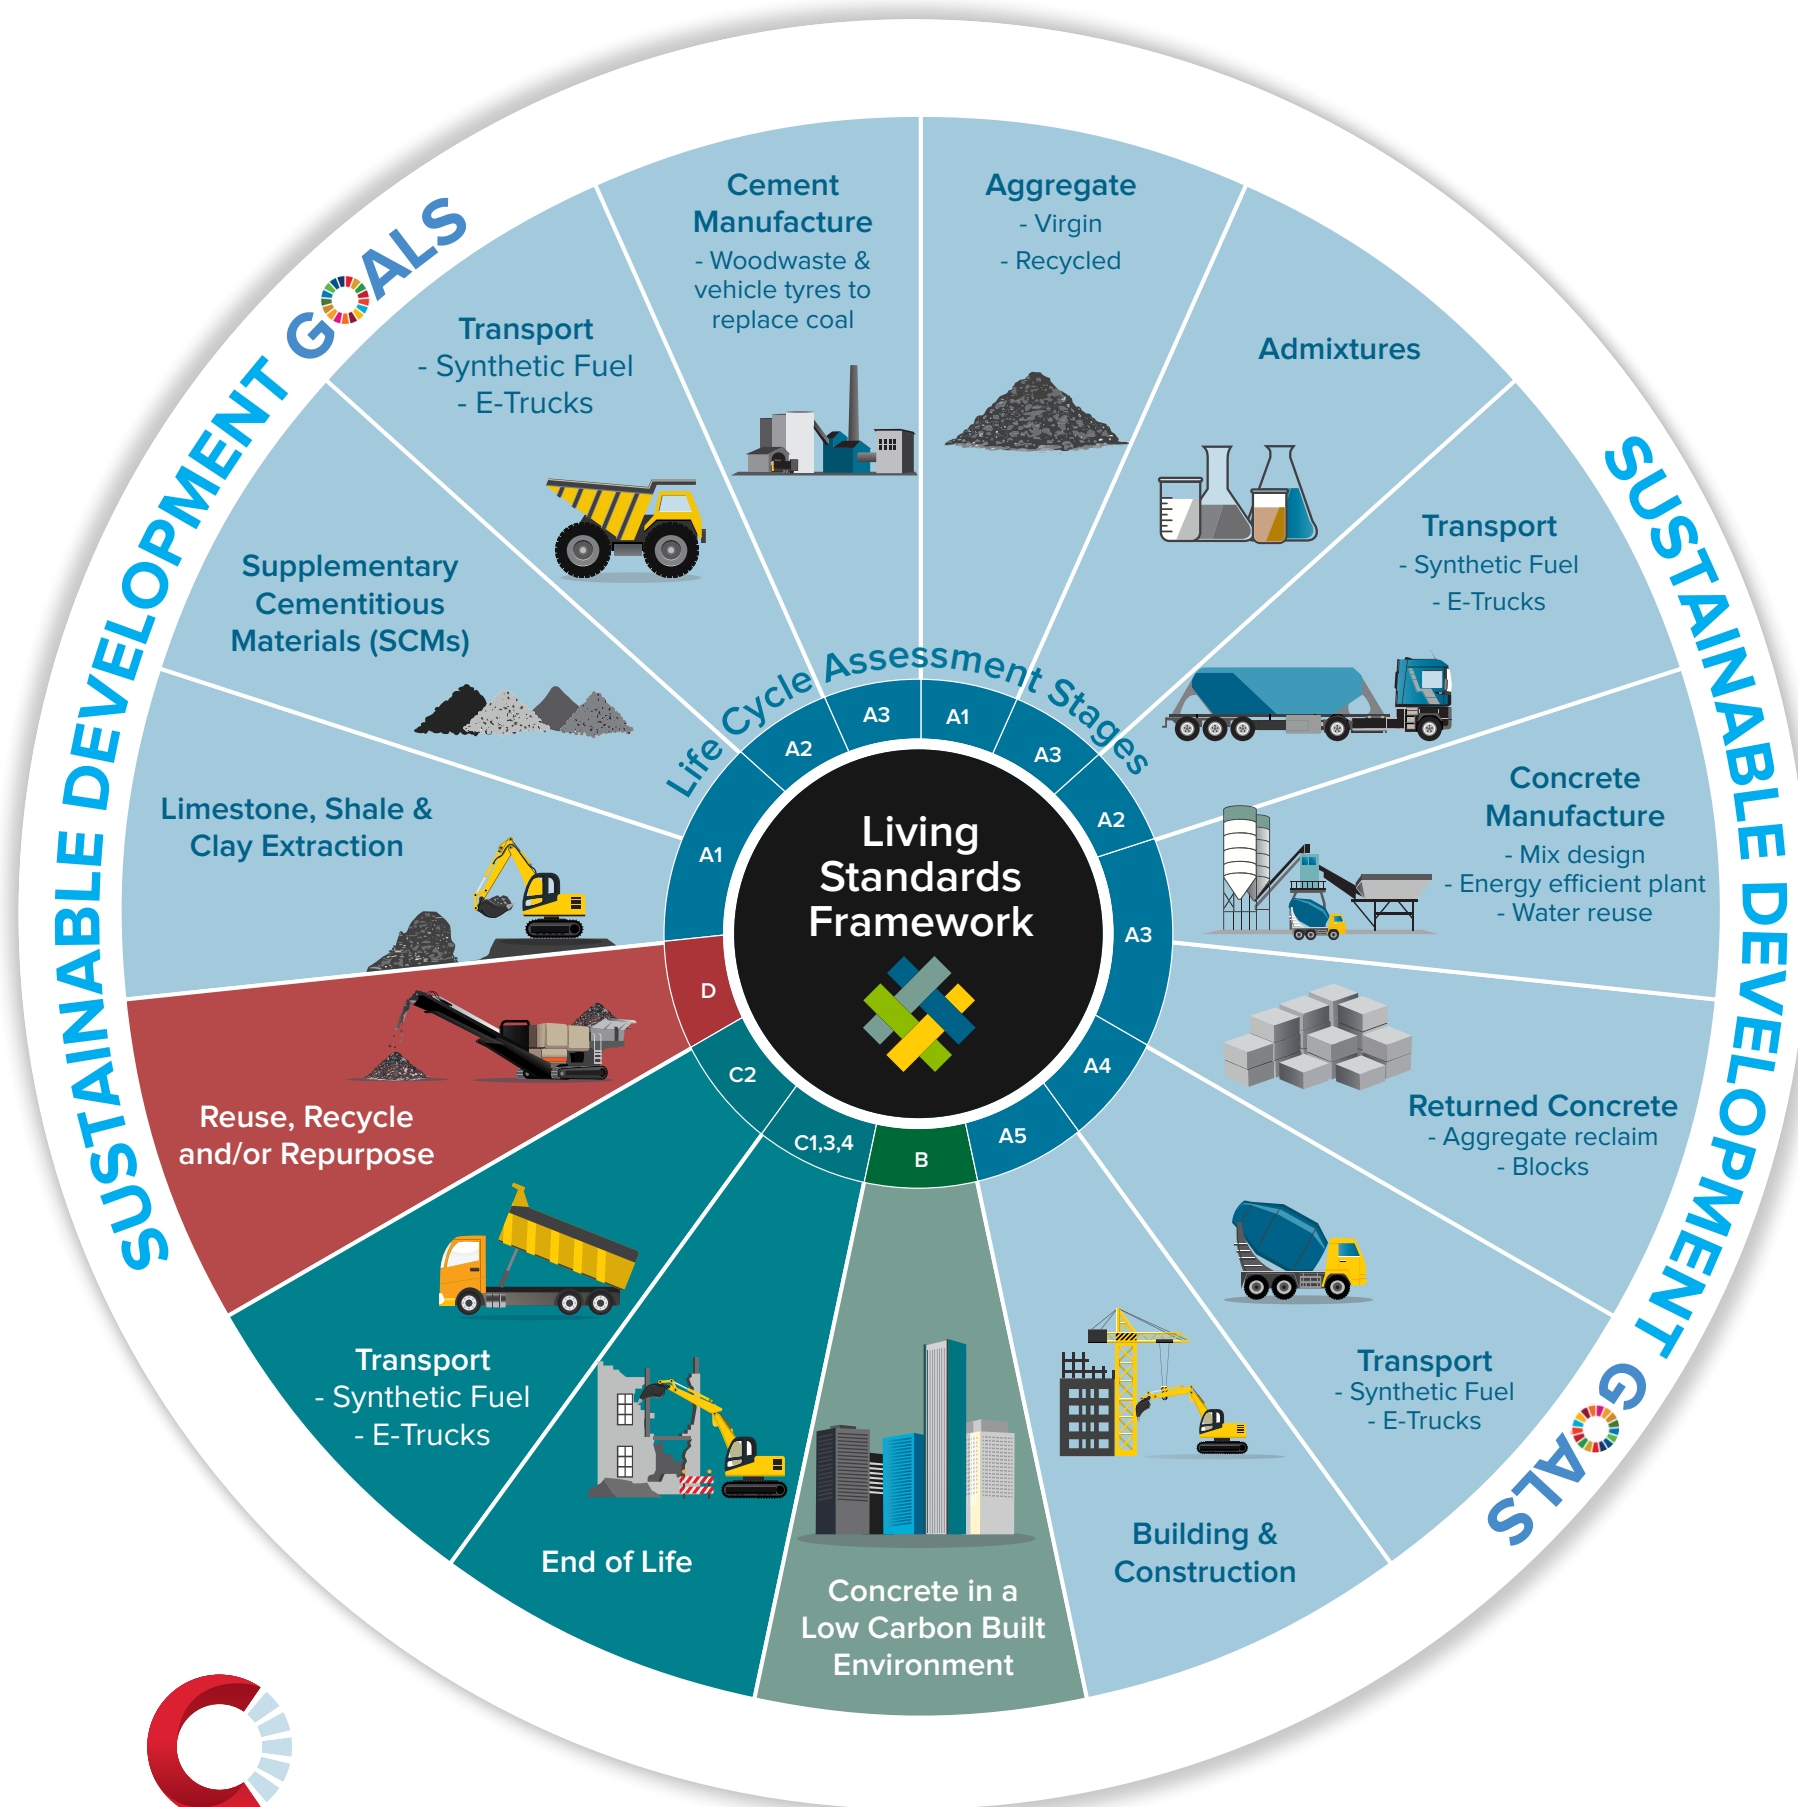 SUSTAINABLE DEVELOPMENT GOALS
SUSTAINABLE DEVELOPMENT GOALS
Cement
Manufacture
- Woodwaste &
vehicle tyres to
replace coal
Aggregate
- Virgin
- Recycled
Admixtures
Transport
- Synthetic Fuel
- E-Trucks
Concrete
Manufacture
- Mix design
- Energy efficient plant
- Water reuse
Returned Concrete
- Aggregate reclaim
- Blocks
Transport
- Synthetic Fuel
- E-Trucks
Building &
Construction
Concrete in a
Low Carbon Built
Environment
End of Life
Transport
- Synthetic Fuel
- E-Trucks
Reuse, Recycle
and/or Repurpose
Limestone, Shale &
Clay Extraction
Supplementary
Cementitious
Materials (SCMs)
Transport
- Synthetic Fuel
- E-Trucks
Life Cycle Assessment Stages
A3
A1
A3
A2
A3
A4
A5
B
C1,3,4
C2
D
A1
A2
Living
Standards
Framework